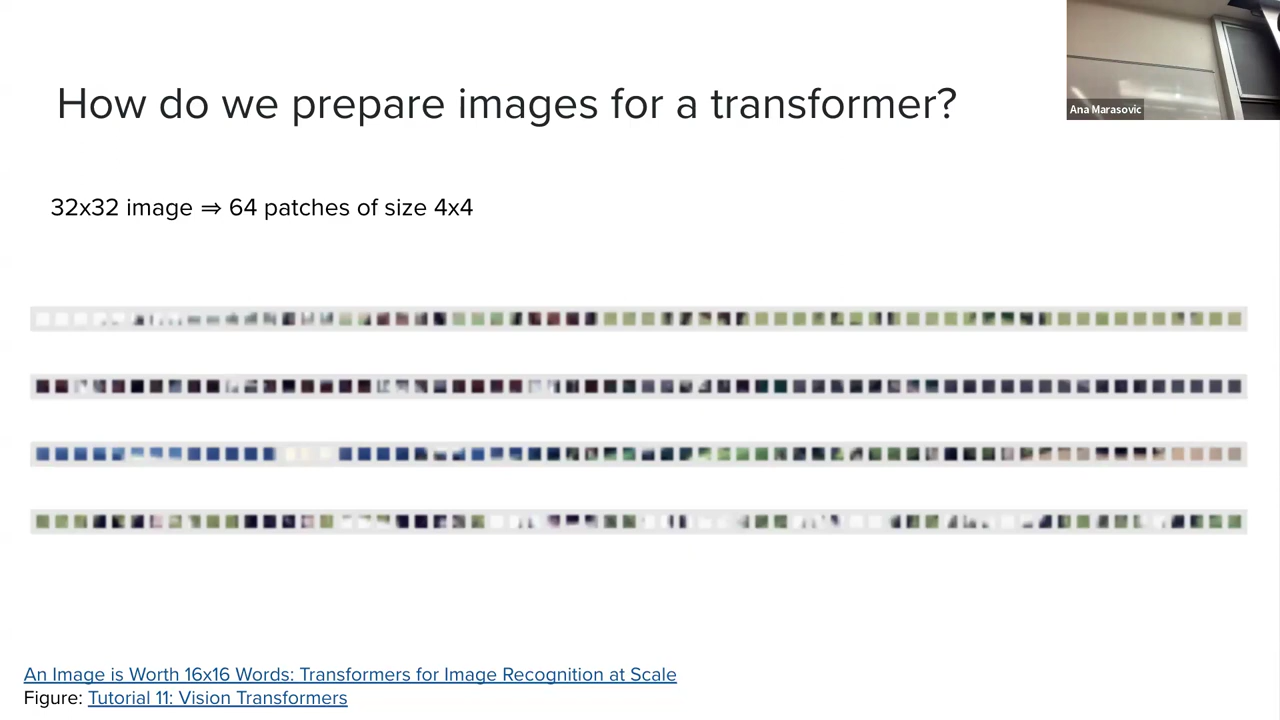 How do we prepare images for a transformer?
Ana Marasovic
32x32 image ⇒ 64 patches of size 4x4
An Image is Worth 16x16 Words: Transformers for Image Recognition at Scale
Figure: Tutorial 11: Vision Transformers